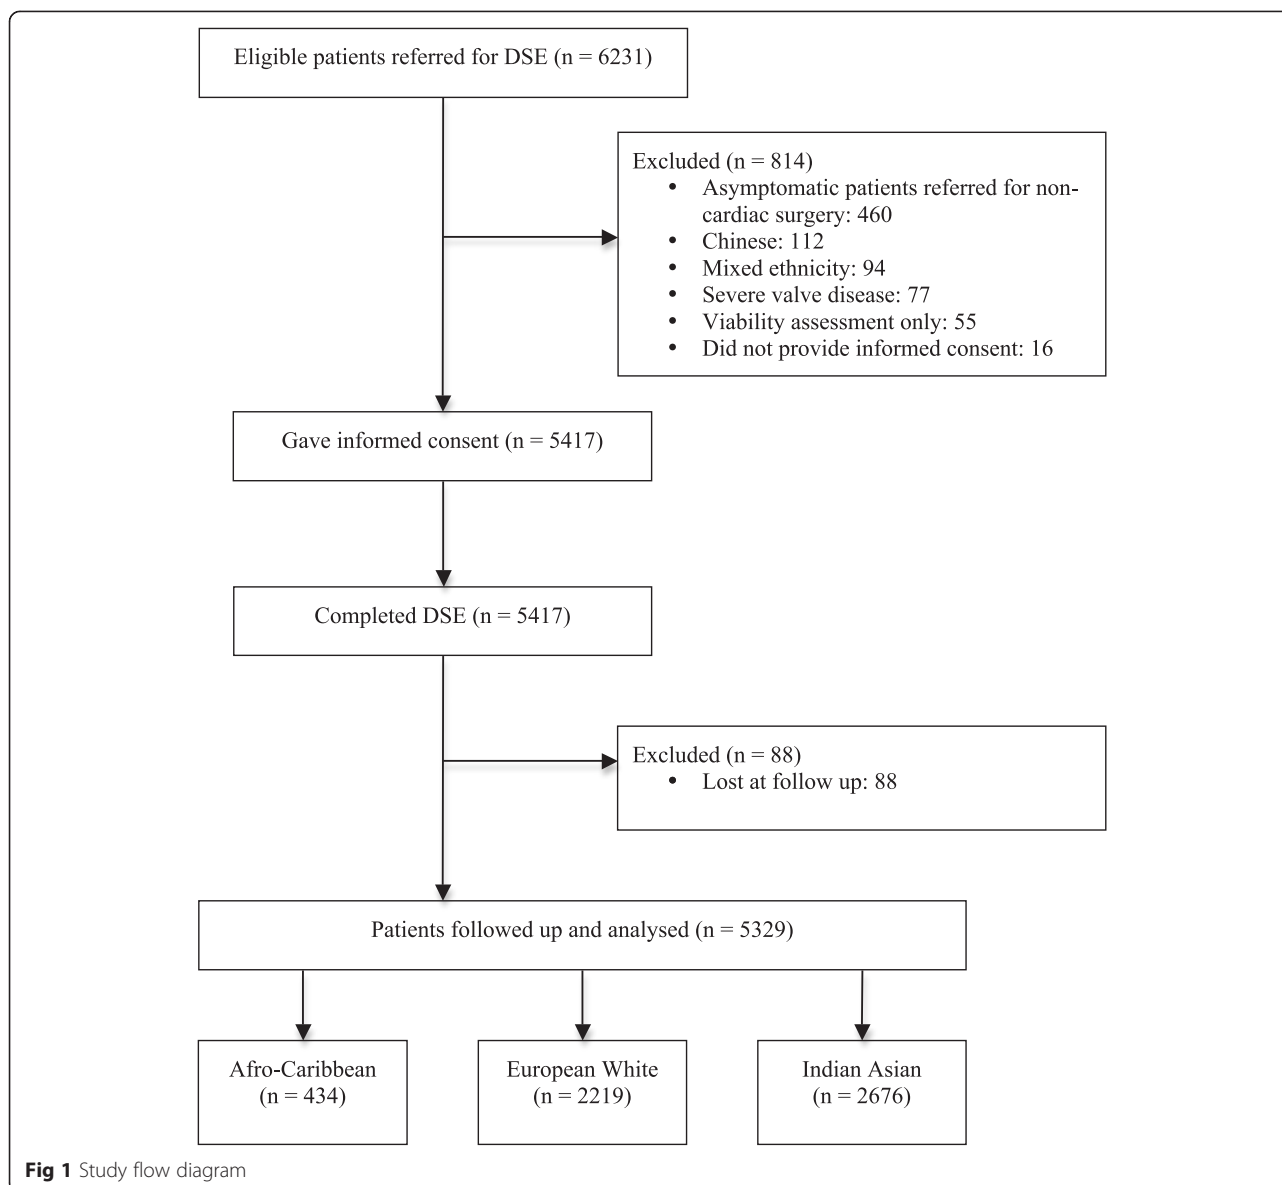 Eligible patients referred for DSE (n = 6231)
Excluded (n = 814)
• Asymptomatic patients referred for non-
cardiac surgery: 460
• Chinese: 112
• Mixed ethnicity: 94
• Severe valve disease: 77
• Viability assessment only: 55
• Did not provide informed consent: 16
Gave informed consent (n = 5417)
Completed DSE (n = 5417)
Excluded (n = 88)
• Lost at follow up: 88
Patients followed up and analysed (n = 5329)
Afro-Caribbean
(n = 434)
European White
(n = 2219)
Indian Asian
(n = 2676)
Fig 1 Study flow diagram